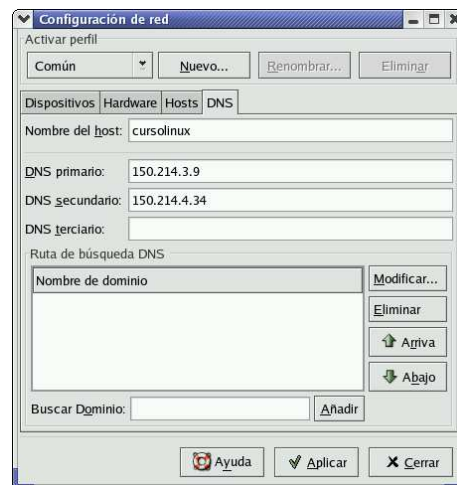 Configuración de red
Activar perfil
Común Nuevo... Renombrar... Eliminar
Dispositivos Hardware Hosts DNS
Nombre del host: cursolinux
DNS primario: 150.214.3.9
DNS secundario: 150.214.4.34
DNS terciario:
Ruta de búsqueda DNS
Nombre de dominio
Modificar...
Eliminar
Arriva
Abajo
Buscar Dominio: Añadir
Ayuda Aplicar Cerrar